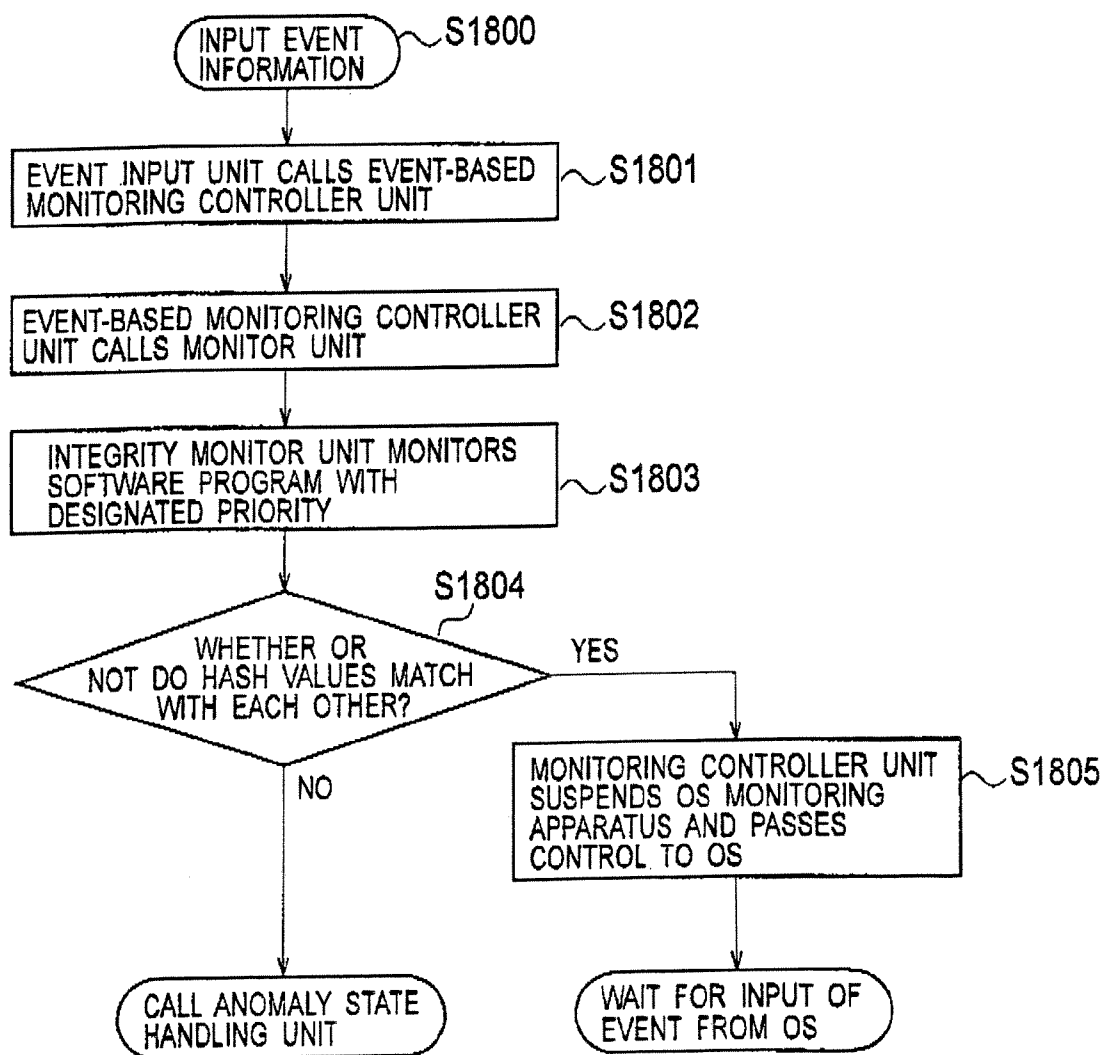 INPUT EVENT
INFORMATION
S1800
EVENT INPUT UNIT CALLS EVENT-BASED
MONITORING CONTROLLER UNIT
S1801
EVENT-BASED MONITORING CONTROLLER
UNIT CALLS MONITOR UNIT
S1802
INTEGRITY MONITOR UNIT MONITORS
SOFTWARE PROGRAM WITH
DESIGNATED PRIORITY
S1803
S1804
WHETHER OR
NOT DO HASH VALUES MATCH
WITH EACH OTHER?
YES
NO
MONITORING CONTROLLER UNIT
SUSPENDS OS MONITORING
APPARATUS AND PASSES
CONTROL TO OS
S1805
CALL ANOMALY STATE
HANDLING UNIT
WAIT FOR INPUT OF
EVENT FROM OS